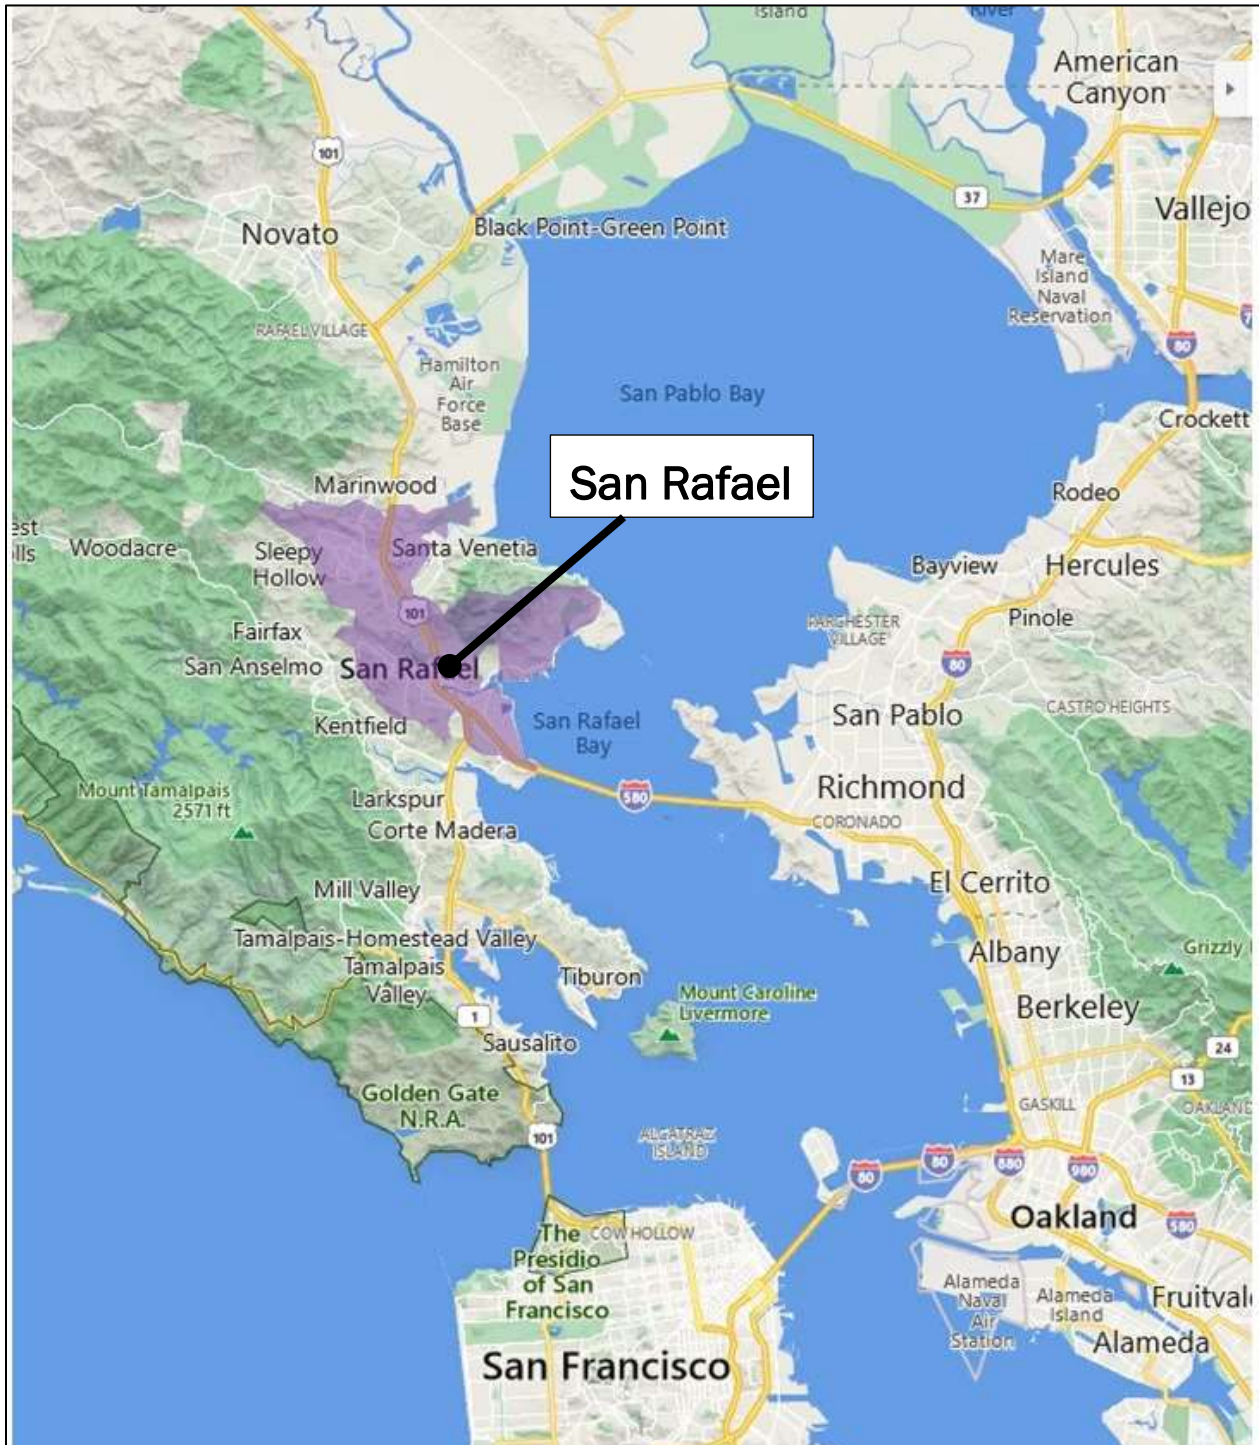 Island
River
American
Canyon
101
37
Vallejo
Novato
Black Point-Green Point
Mare
Island
Naval
Reservation
RAFAEL VILLAGE
80
Hamilton
Air
Force
Base
San Pablo Bay
Crockett
San Rafael
Marinwood
Rodeo
Woodacre
Sleepy
Hollow
Santa Venetia
Bayview
Hercules
101
Pinole
Fairfax
PARCHESTER
VILLAGE
San Anselmo
San Rafael
80
Kentfield
San Rafael
Bay
San Pablo
CASTRO HEIGHTS
Mount Tamalpais
2571 ft
Larkspur
580
Richmond
Corte Madera
CORONADO
Mill Valley
El Cerrito
Tamalpais-Homestead Valley
Tamalpais
Valley
Tiburon
Albany
Grizzly
Mount Caroline
Livermore
Berkeley
1
Sausalito
24
13
Golden Gate
N.R.A.
GASKILL
OAKLAND
101
ALCATRAZ
ISLAND
80
80
880
980
Oakland
580
The
Presidio
of San
Francisco
COW HOLLOW
Alameda
Naval
Air
Station
Alameda
Island
Alameda
San Francisco